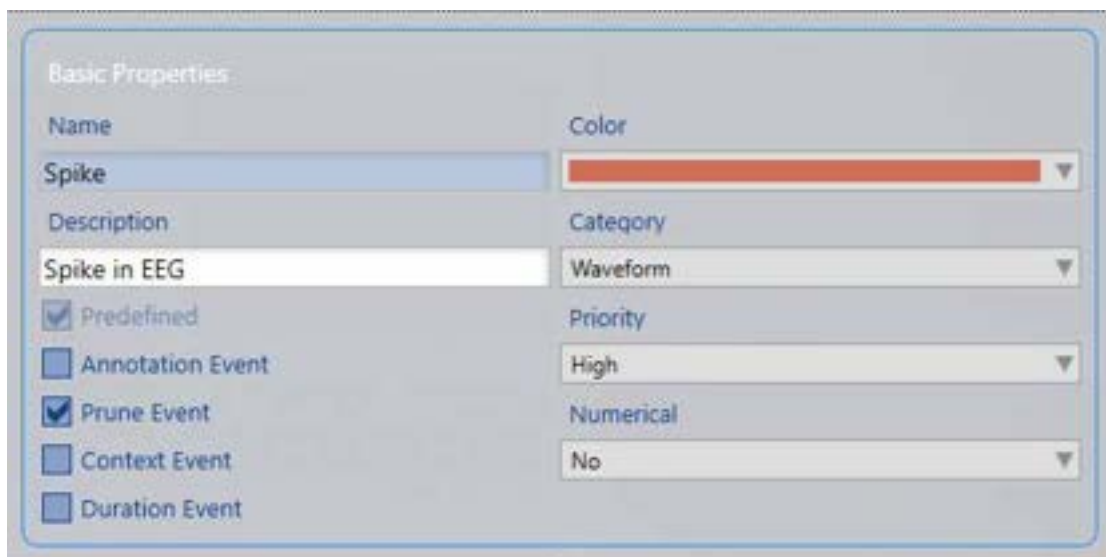 Basic Properties
Name
Color
Spike
Description
Category
Spike in EEG
Waveform
Predefined
Priority
Annotation Event
High
Prune Event
Numerical
Context Event
No
Duration Event